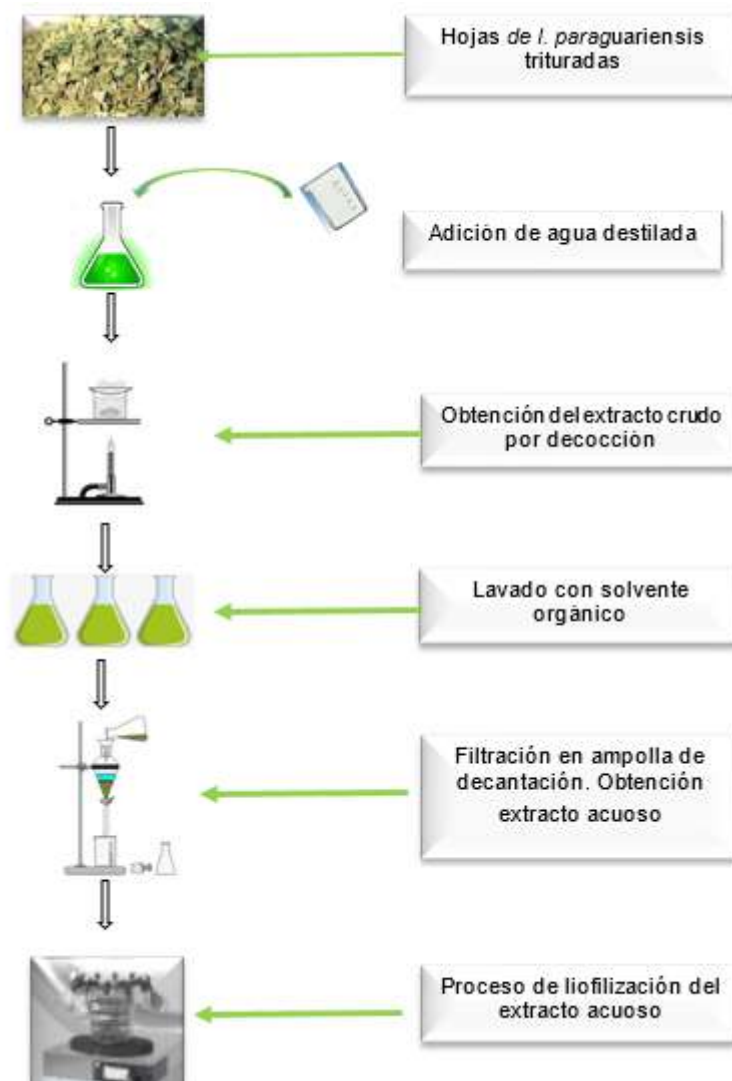 Hojas de I. paraguariensis
trituradas
Adición de agua destilada
Obtención del extracto crudo
por decocción
Lavado con solvente
orgánico
Filtración en ampolla de
decantación. Obtención
extracto acuoso
Proceso de liofilización del
extracto acuoso